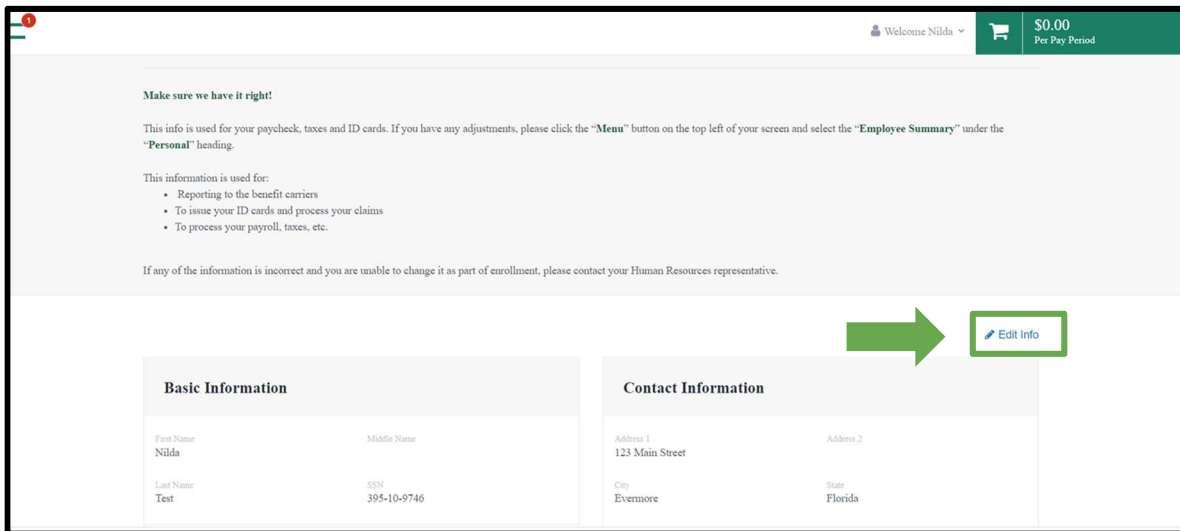 1
Welcome Nilda
$0.00
Per Pay Period
Make sure we have it right!
This info is used for your paycheck, taxes and ID cards. If you have any adjustments, please click the “Menu” button on the top left of your screen and select the “Employee Summary” under the
“Personal” heading.
This information is used for:
• Reporting to the benefit carriers
• To issue your ID cards and process your claims
• To process your payroll, taxes, etc.
If any of the information is incorrect and you are unable to change it as part of enrollment, please contact your Human Resources representative.
Edit Info
Basic Information
First Name
Nilda
Middle Name
Last Name
Test
SSN
395-10-9746
Contact Information
Address 1
123 Main Street
Address 2
City
Evermore
State
Florida